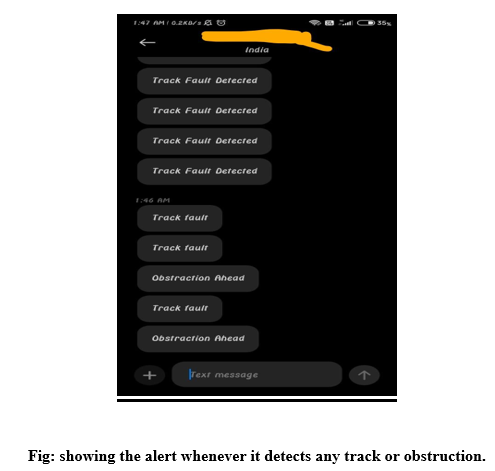 1:47 AM | 0.2KB/s
35%
India
Track Fault Detected
Track Fault Detected
Track Fault Detected
Track Fault Detected
1:46 AM
Track fault
Track fault
Obstraction Ahead
Track fault
Obstraction Ahead
Text message
Fig: showing the alert whenever it detects any track or obstruction.